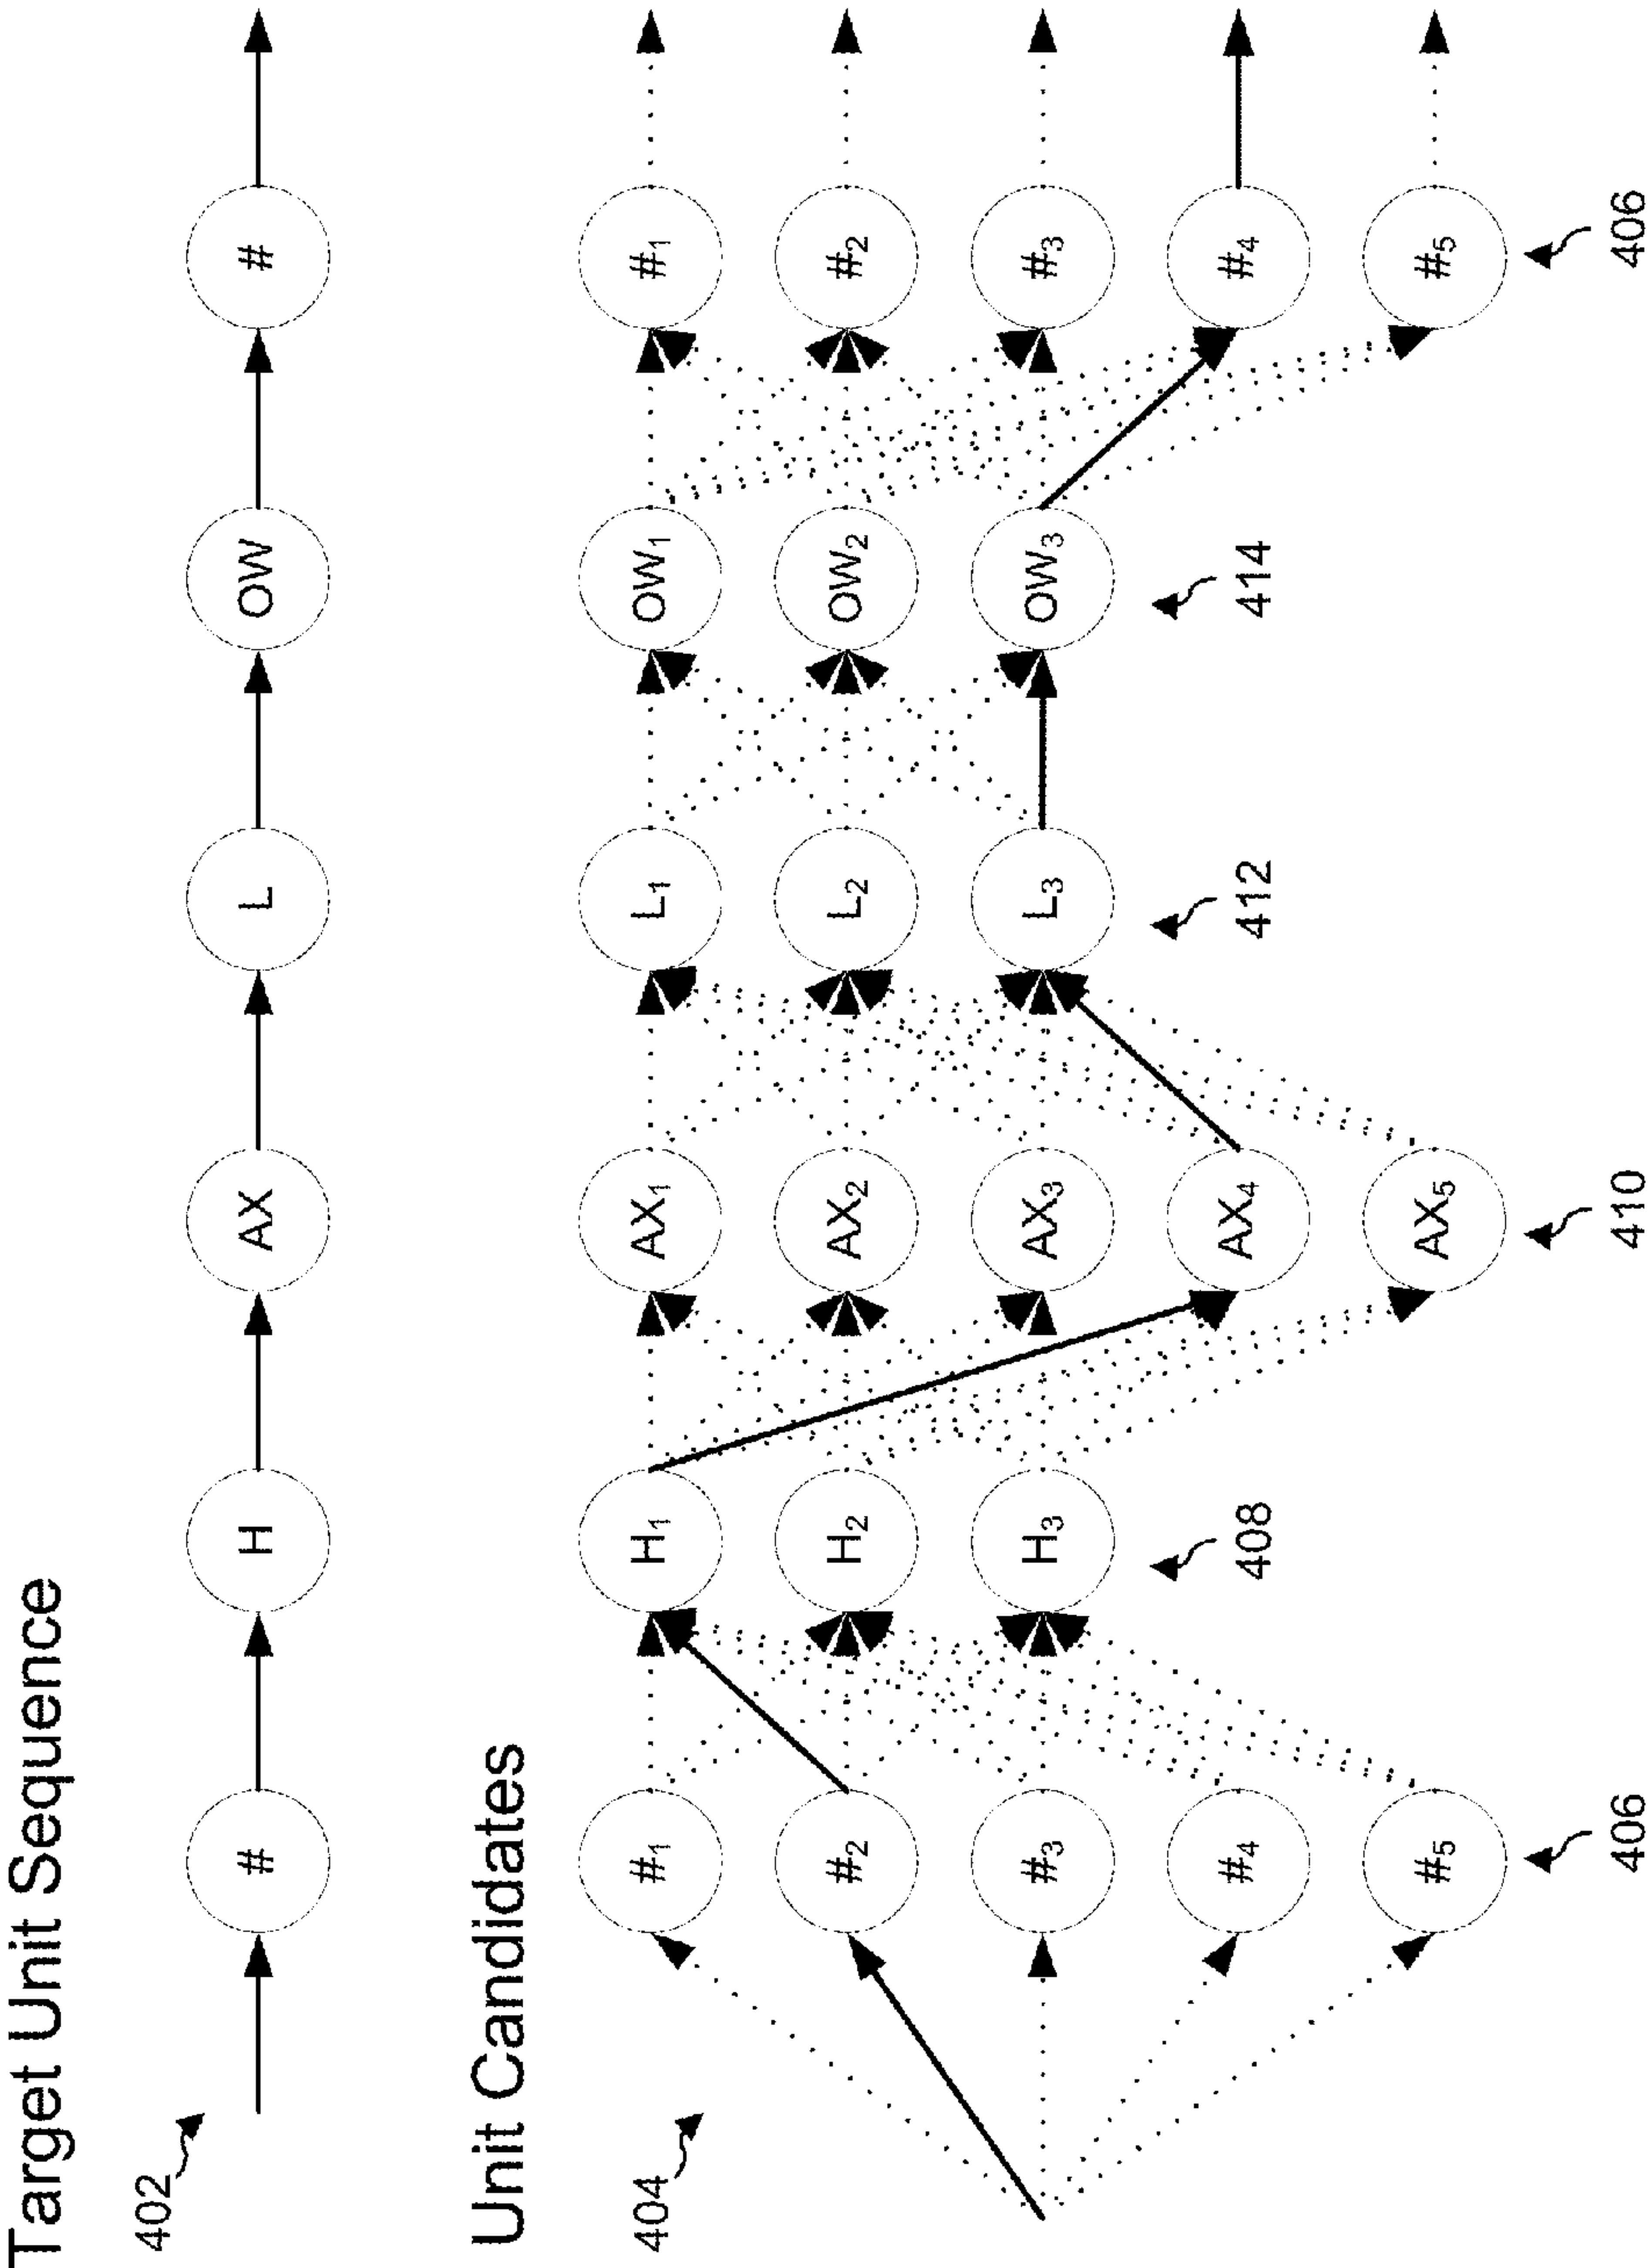 Target Unit Sequence
402
# H AX L OW #
Unit Candidates
404
#₁ H₁ AX₁ L₁ OW₁ #₁
#₂ H₂ AX₂ L₂ OW₂ #₂
#₃ H₃ AX₃ L₃ OW₃ #₃
#₄ AX₄ #₄
#₅ AX₅ #₅
408 412 414
406 410 406